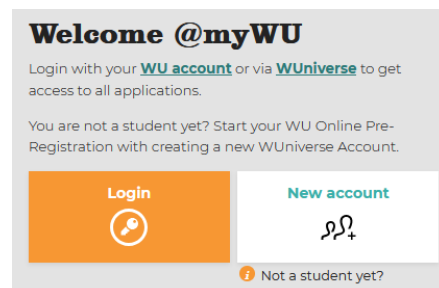 Welcome @myWU
Login with your WU account or via WUniverse to get
access to all applications.
You are not a student yet? Start your WU Online Pre-
Registration with creating a new WUniverse Account.
Login
New account
Not a student yet?